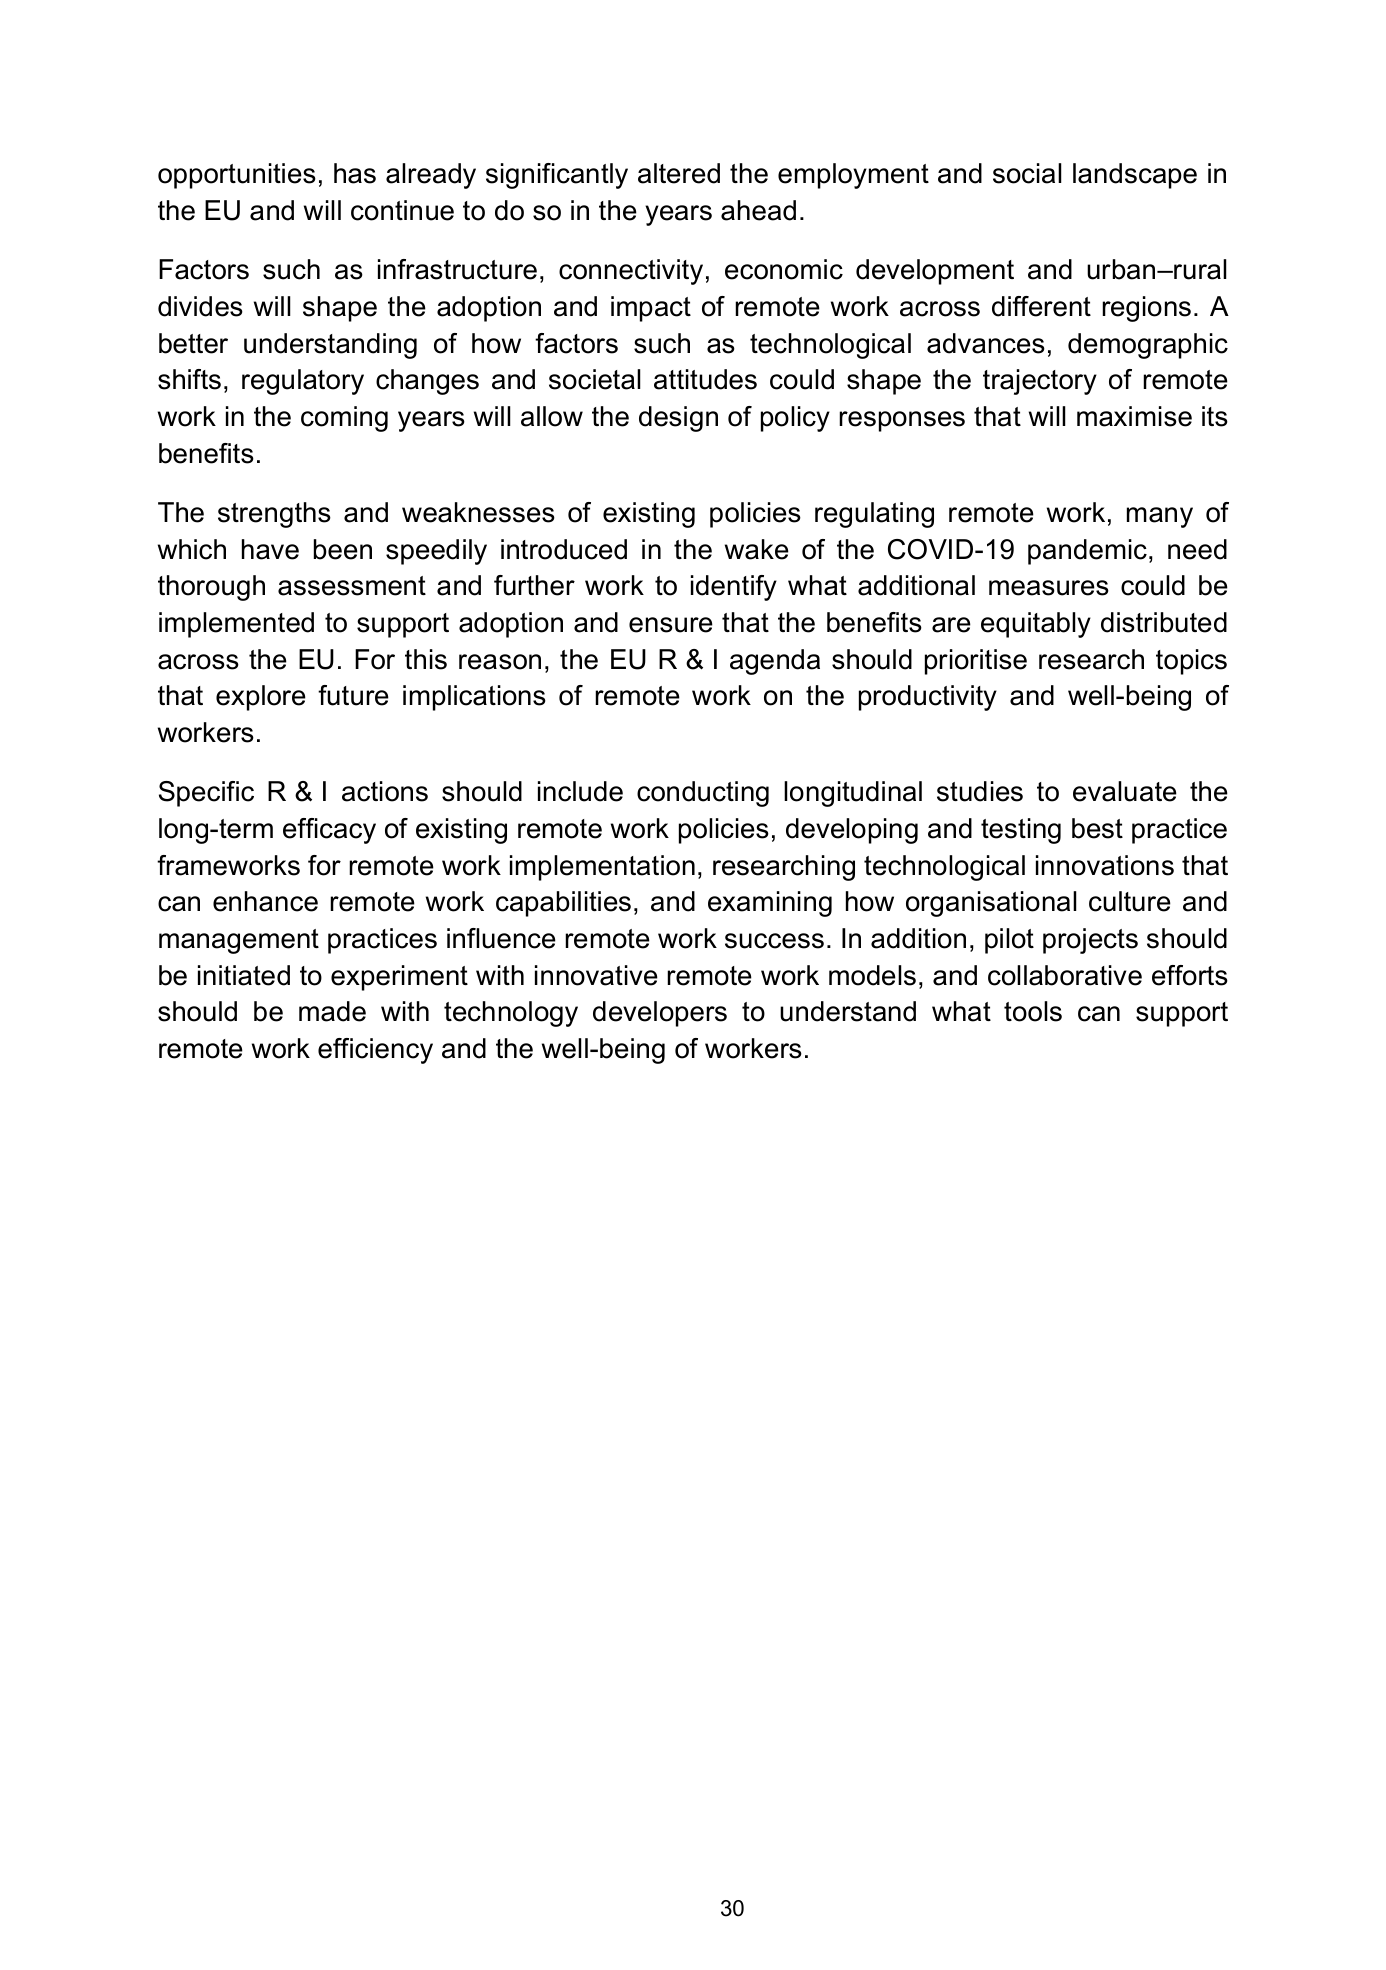 opportunities, has already significantly altered the employment and social landscape in
the EU and will continue to do so in the years ahead.
Factors such as infrastructure, connectivity, economic development and urban–rural
divides will shape the adoption and impact of remote work across different regions. A
better understanding of how factors such as technological advances, demographic
shifts, regulatory changes and societal attitudes could shape the trajectory of remote
work in the coming years will allow the design of policy responses that will maximise its
benefits.
The strengths and weaknesses of existing policies regulating remote work, many of
which have been speedily introduced in the wake of the COVID-19 pandemic, need
thorough assessment and further work to identify what additional measures could be
implemented to support adoption and ensure that the benefits are equitably distributed
across the EU. For this reason, the EU R & I agenda should prioritise research topics
that explore future implications of remote work on the productivity and well-being of
workers.
Specific R & I actions should include conducting longitudinal studies to evaluate the
long-term efficacy of existing remote work policies, developing and testing best practice
frameworks for remote work implementation, researching technological innovations that
can enhance remote work capabilities, and examining how organisational culture and
management practices influence remote work success. In addition, pilot projects should
be initiated to experiment with innovative remote work models, and collaborative efforts
should be made with technology developers to understand what tools can support
remote work efficiency and the well-being of workers.
30